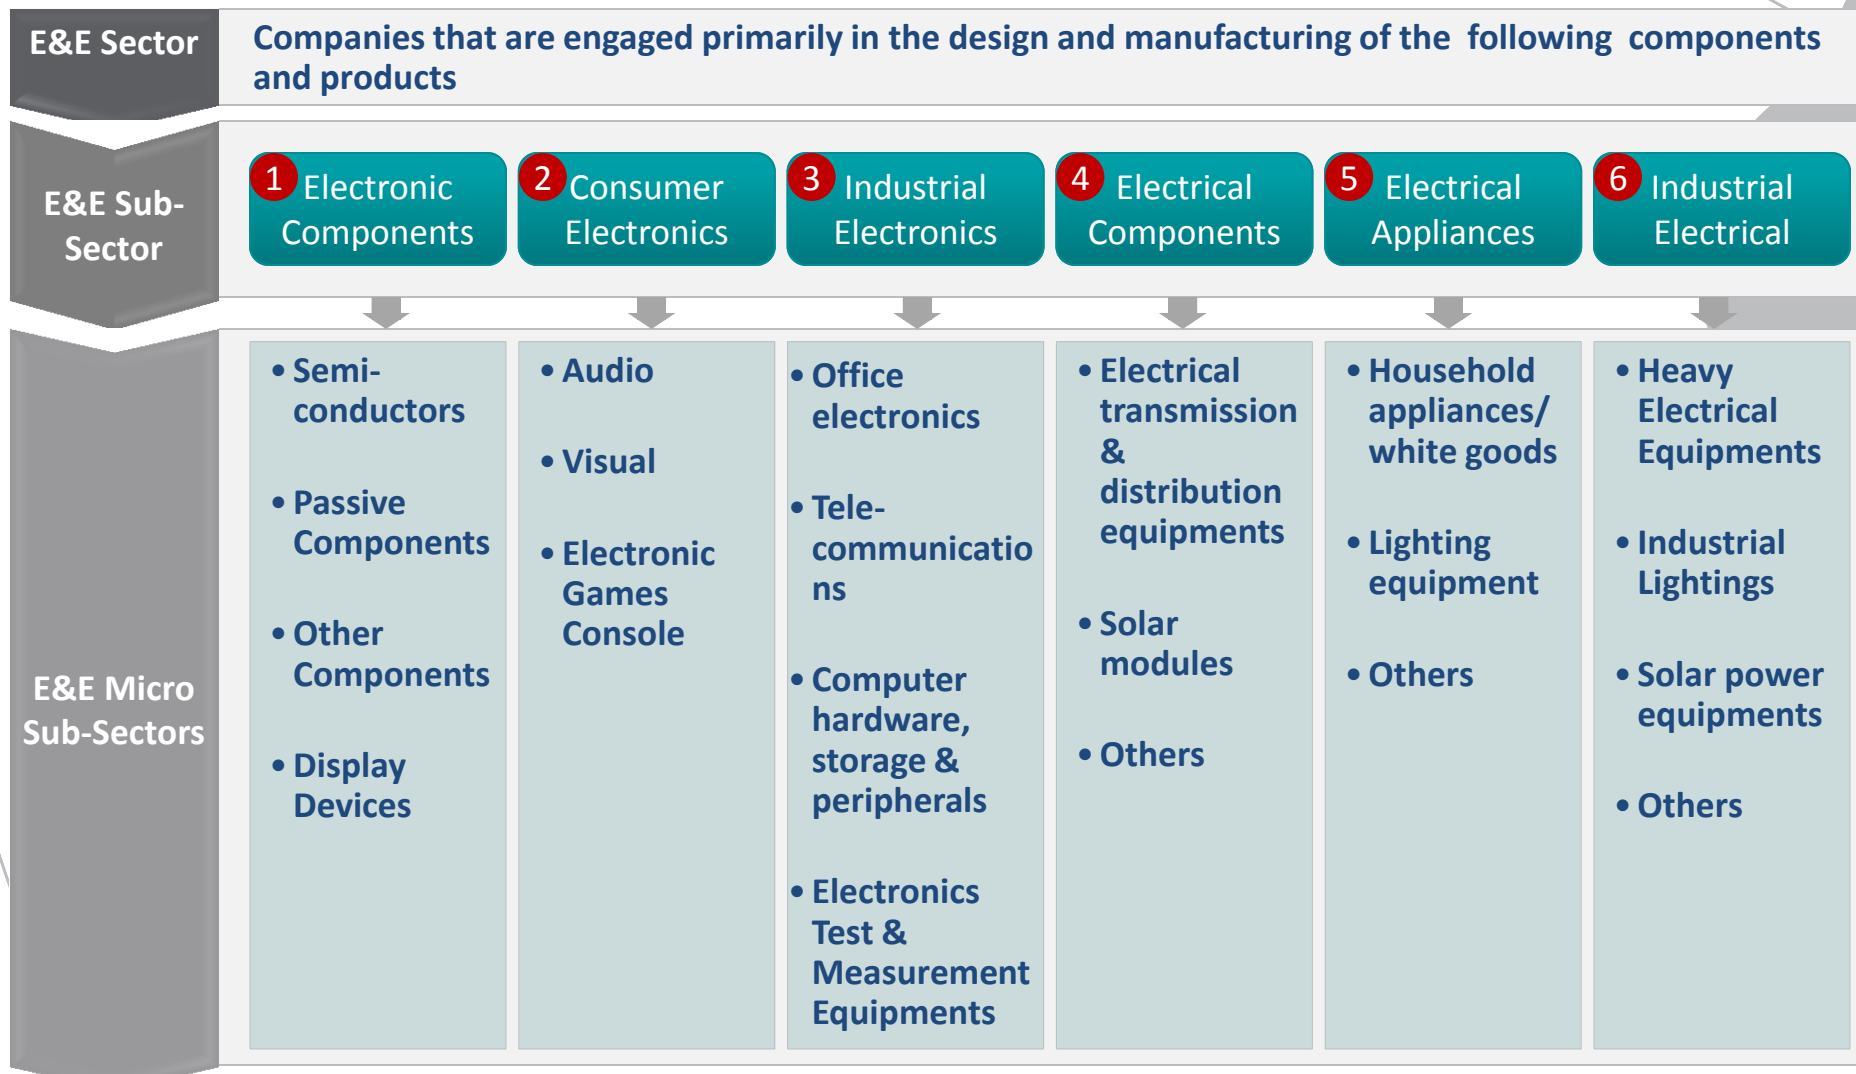 E&E Sector
Companies that are engaged primarily in the design and manufacturing of the following components
and products
E&E Sub-
Sector
1
Electronic
Components
2
Consumer
Electronics
3
Industrial
Electronics
4
Electrical
Components
5
Electrical
Appliances
6
Industrial
Electrical
E&E Micro
Sub-Sectors
• Semi-
conductors
• Passive
Components
• Other
Components
• Display
Devices
• Audio
• Visual
• Electronic
Games
Console
• Office
electronics
• Tele-
communicatio
ns
• Computer
hardware,
storage &
peripherals
• Electronics
Test &
Measurement
Equipments
• Electrical
transmission
&
distribution
equipments
• Solar
modules
• Others
• Household
appliances/
white goods
• Lighting
equipment
• Others
• Heavy
Electrical
Equipments
• Industrial
Lightings
• Solar power
equipments
• Others